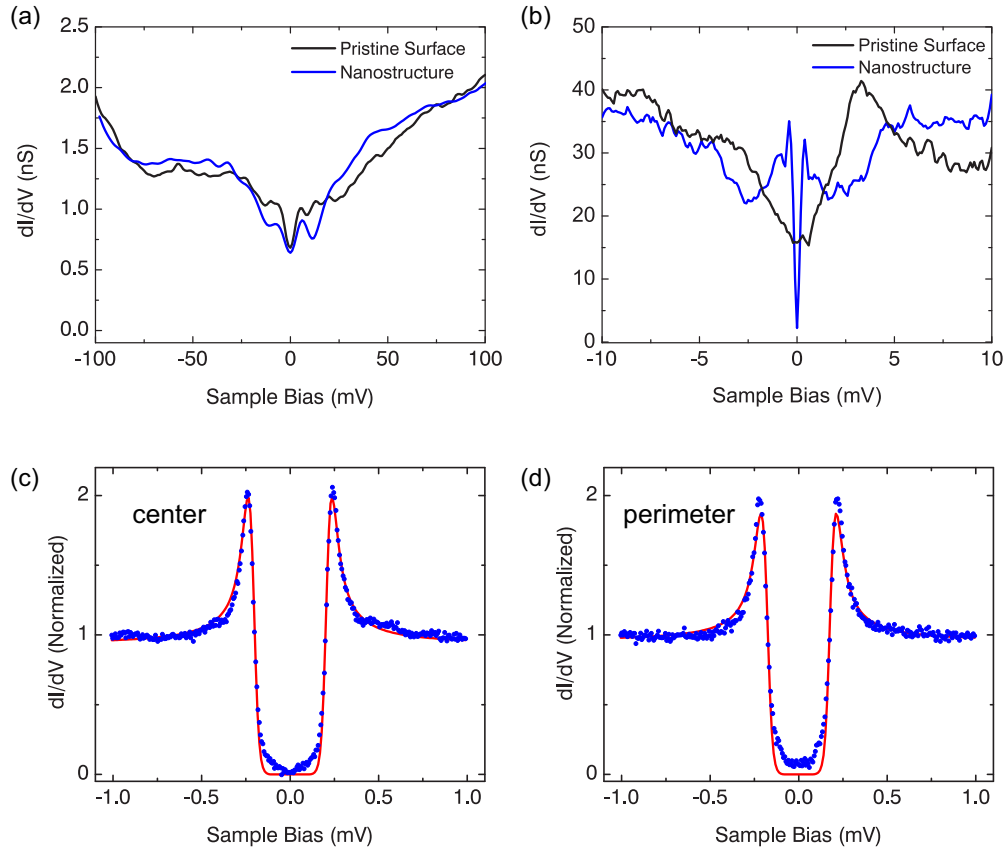 (a)
2.5
2.0
1.5
1.0
0.5
0.0
dI/dV (nS)
Pristine Surface
Nanostructure
-100
-50
0
50
100
Sample Bias (mV)
(b)
50
40
30
20
10
0
dI/dV (nS)
Pristine Surface
Nanostructure
-10
-5
0
5
10
Sample Bias (mV)
(c)
center
2
1
0
dI/dV (Normalized)
-1.0
-0.5
0.0
0.5
1.0
Sample Bias (mV)
(d)
perimeter
2
1
0
dI/dV (Normalized)
-1.0
-0.5
0.0
0.5
1.0
Sample Bias (mV)